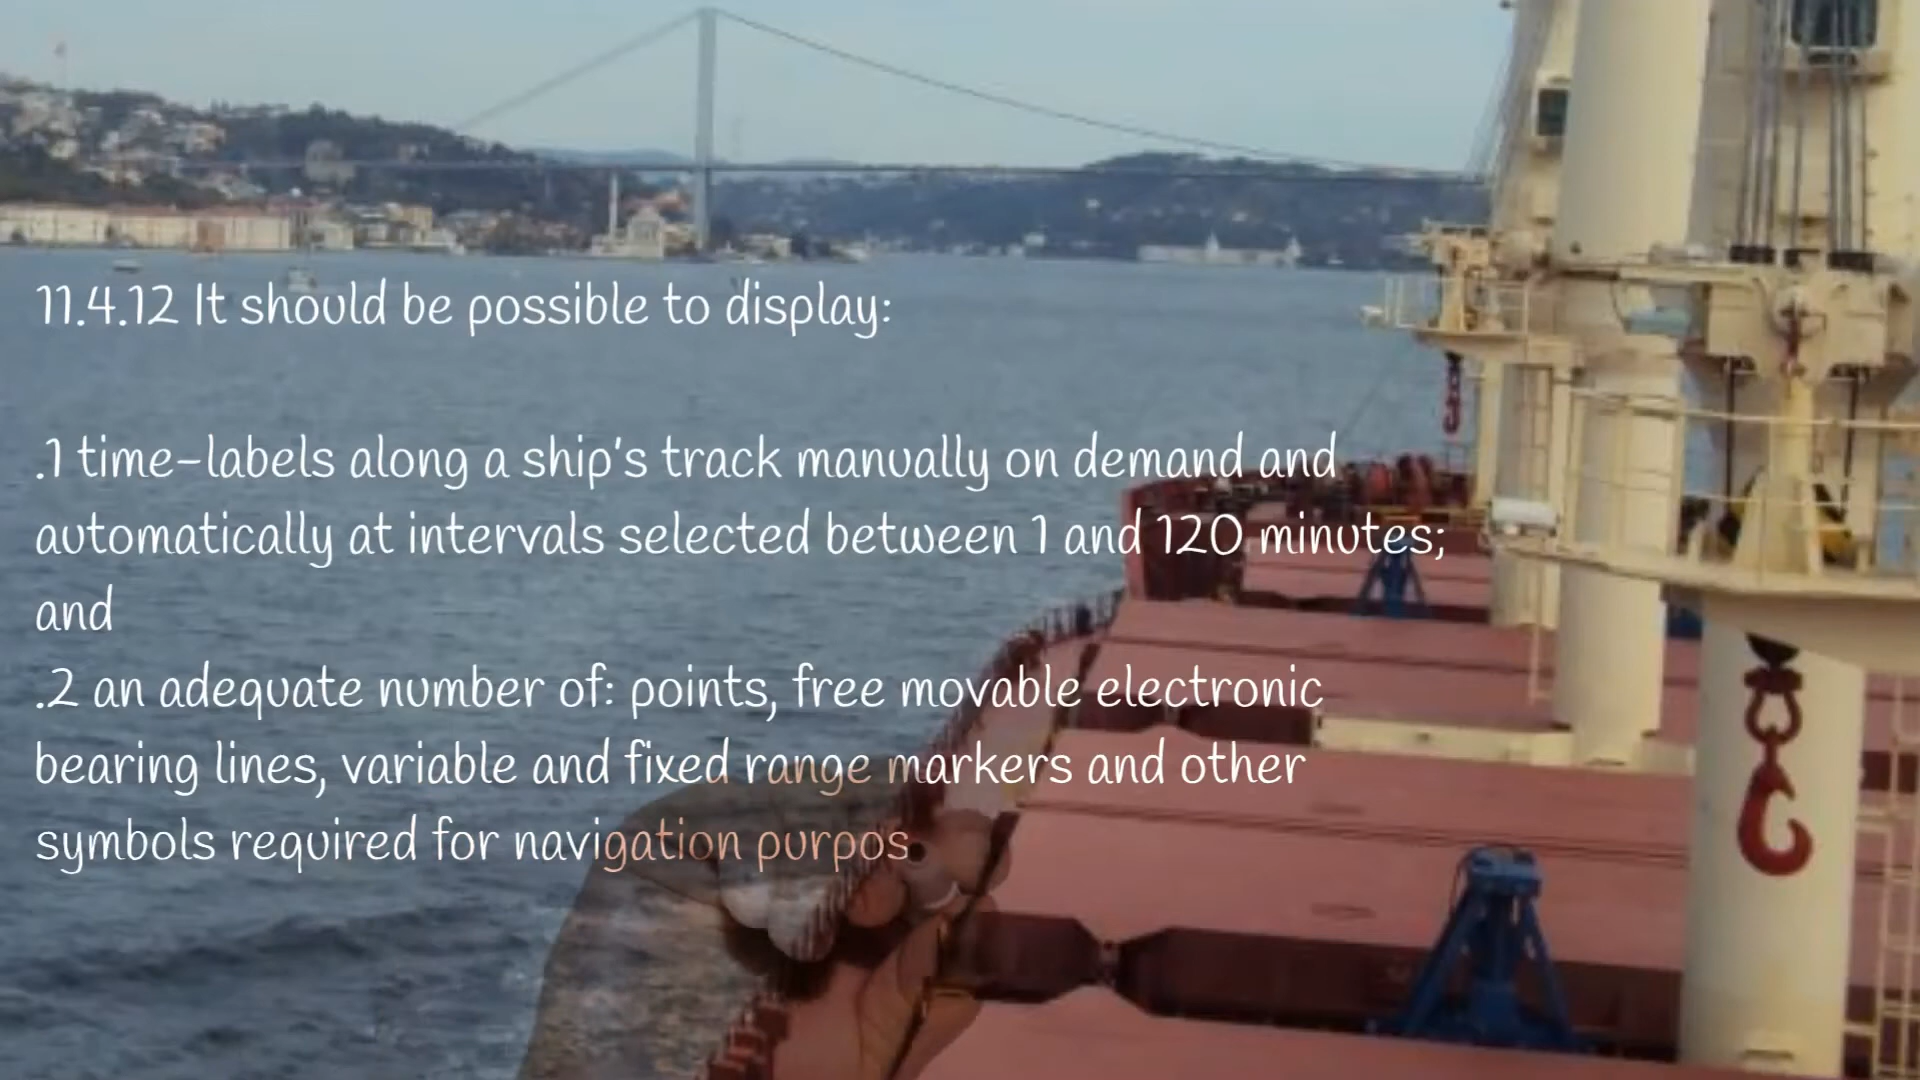 11.4.12 It should be possible to display:
.1 time-labels along a ship's track manually on demand and
automatically at intervals selected between 1 and 120 minutes;
and
.2 an adequate number of: points, free movable electronic
bearing lines, variable and fixed range markers and other
symbols required for navigation purpos